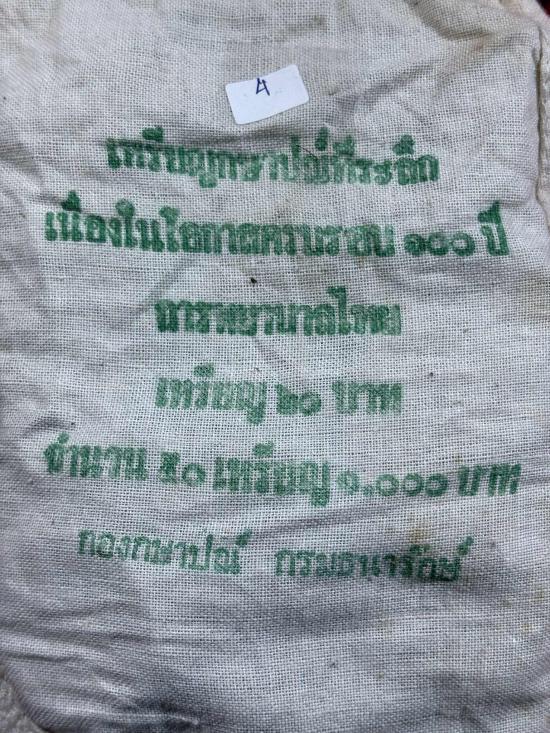 4
เหรียญกษาปณ์ที่ระลึก
เนื่องในโอกาสครบรอบ ๑๐๐ ปี
การพยาบาลไทย
เหรียญ ๒๐ บาท
จำนวน ๕๐ เหรียญ ๑,๐๐๐ บาท
กองกษาปณ์ กรมธนารักษ์